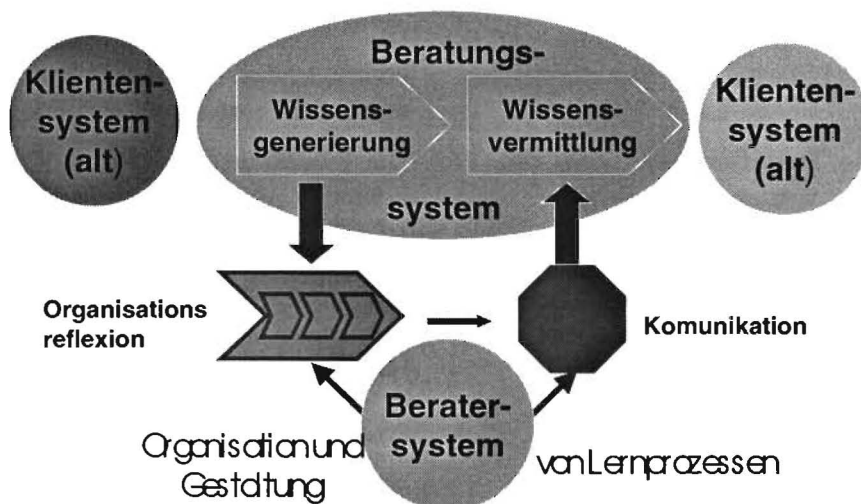 Klienten-
system
(alt)
Beratungs-
Wissens-
generierung
Wissens-
vermittlung
system
Klienten-
system
(alt)
Organisations
reflexion
Komunikation
Berater-
system
Organisation und
Gestaltung
von Lernprozessen